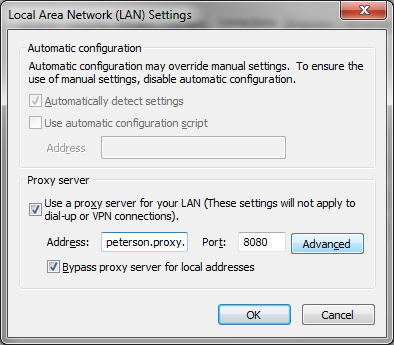 Local Area Network (LAN) Settings
Automatic configuration
Automatic configuration may override manual settings. To ensure the
use of manual settings, disable automatic configuration.
Automatically detect settings
Use automatic configuration script
Address
Proxy server
Use a proxy server for your LAN (These settings will not apply to
dial-up or VPN connections).
Address: peterson.proxy. Port: 8080 Advanced
Bypass proxy server for local addresses
OK Cancel